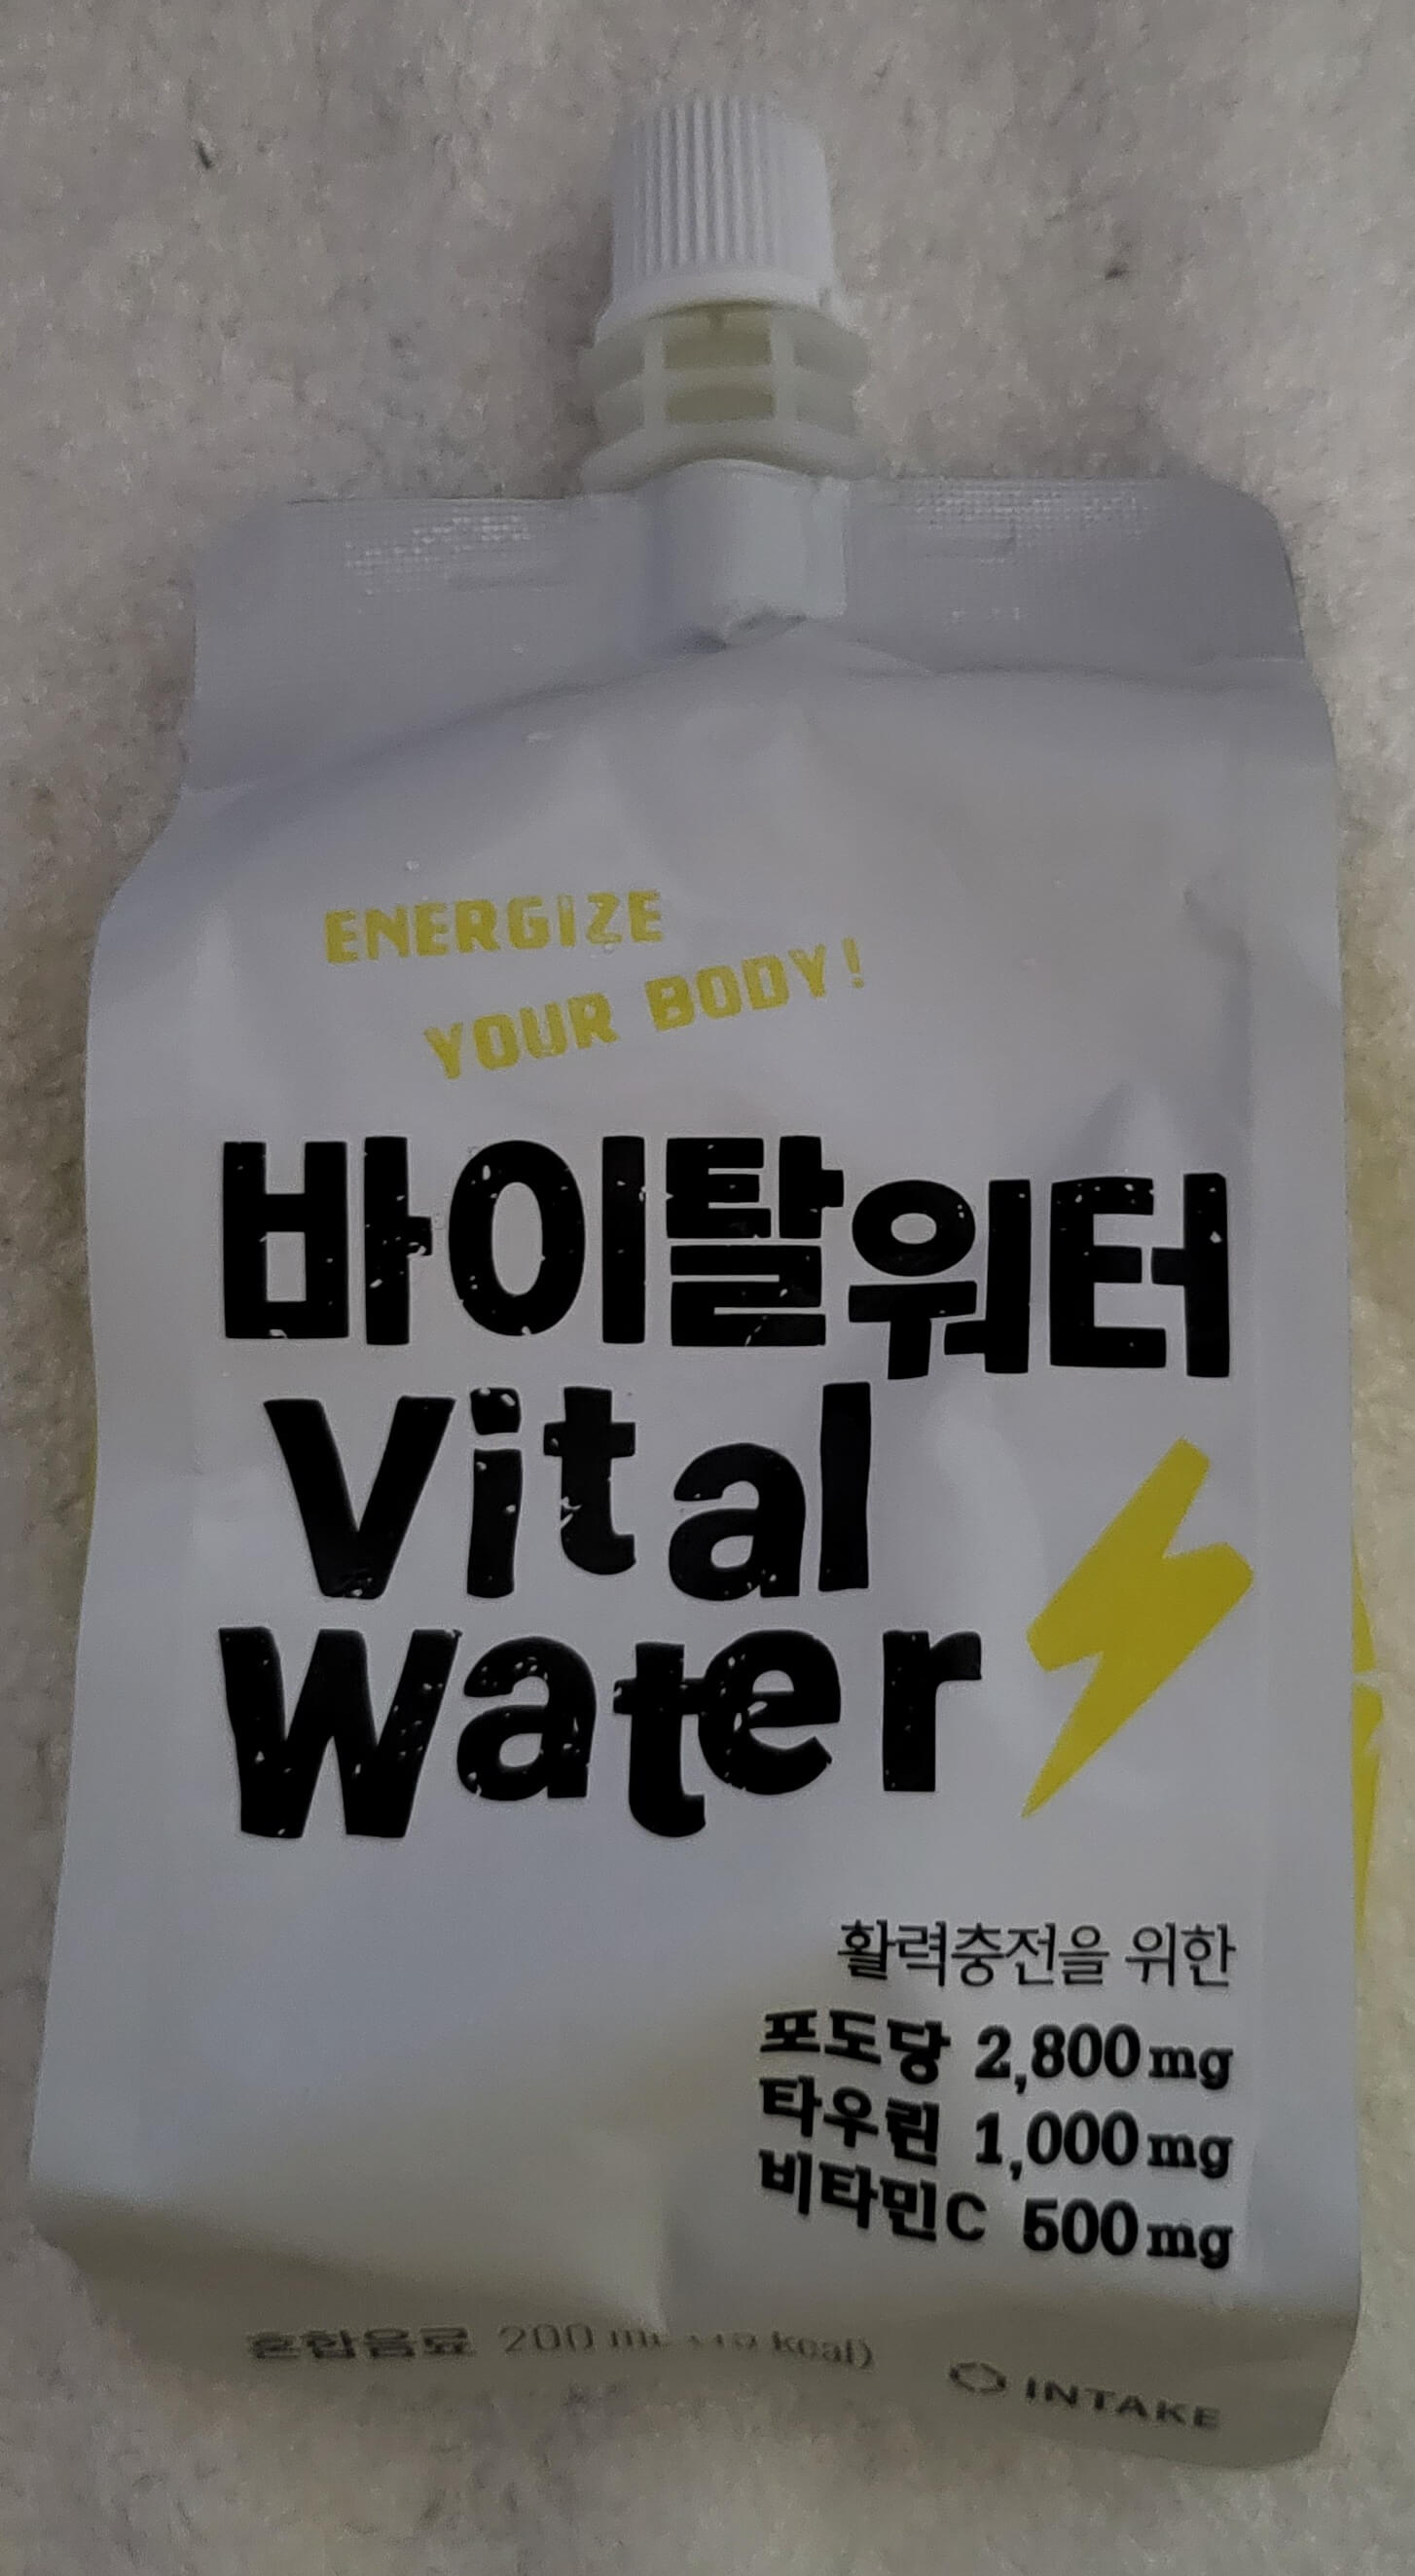 ENERGIZE
YOUR BODY!
바이탈워터
Vital
Water
활력충전을 위한
포도당 2,800mg
타우린 1,000mg
비타민C 500mg
혼합음료 200 mL kcal)
INTAKE